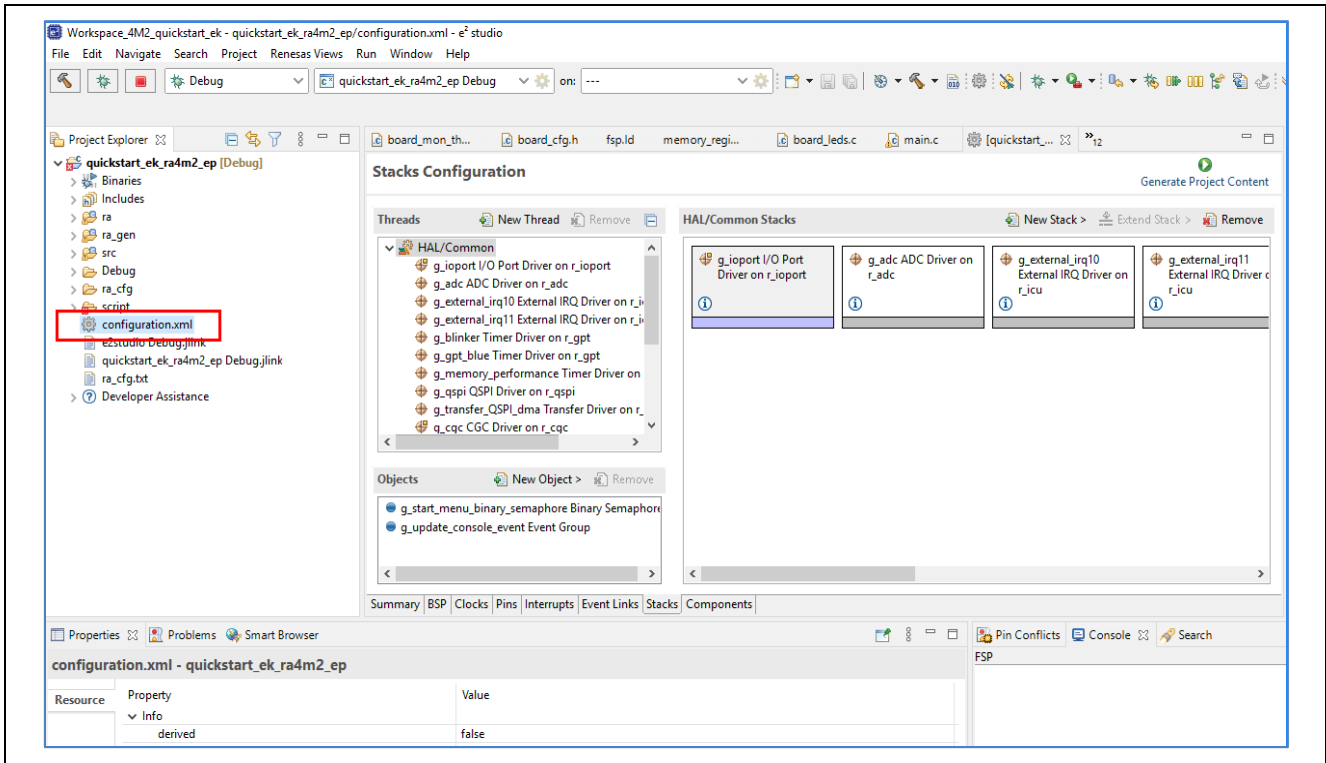 Workspace_4M2_quickstart_ek - quickstart_ek_ra4m2_ep/configuration.xml - e² studio
File Edit Navigate Search Project Renesas Views Run Window Help
Debug
quickstart_ek_ra4m2_ep Debug
on: ---
Project Explorer
board_mon_th...
board_cfg.h
fsp.ld
memory_regi...
board_leds.c
main.c
[quickstart_...
»12
quickstart_ek_ra4m2_ep [Debug]
Binaries
Includes
ra
ra_gen
src
Debug
ra_cfg
script
configuration.xml
e2studio Debug.jlink
quickstart_ek_ra4m2_ep Debug.jlink
ra_cfg.txt
Developer Assistance
Stacks Configuration
Generate Project Content
Threads
New Thread
Remove
HAL/Common
g_ioport I/O Port Driver on r_ioport
g_adc ADC Driver on r_adc
g_external_irq10 External IRQ Driver on r_i
g_external_irq11 External IRQ Driver on r_i
g_blinker Timer Driver on r_gpt
g_gpt_blue Timer Driver on r_gpt
g_memory_performance Timer Driver on
g_qspi QSPI Driver on r_qspi
g_transfer_QSPI_dma Transfer Driver on r_
g_cgc CGC Driver on r_cgc
HAL/Common Stacks
New Stack >
Extend Stack >
Remove
g_ioport I/O Port
Driver on r_ioport
g_adc ADC Driver on
r_adc
g_external_irq10
External IRQ Driver on
r_icu
g_external_irq11
External IRQ Driver
r_icu
Objects
New Object >
Remove
g_start_menu_binary_semaphore Binary Semaphore
g_update_console_event Event Group
Summary BSP Clocks Pins Interrupts Event Links Stacks Components
Properties
Problems
Smart Browser
Pin Conflicts
Console
Search
configuration.xml - quickstart_ek_ra4m2_ep
FSP
Resource
Property
Value
Info
derived
false